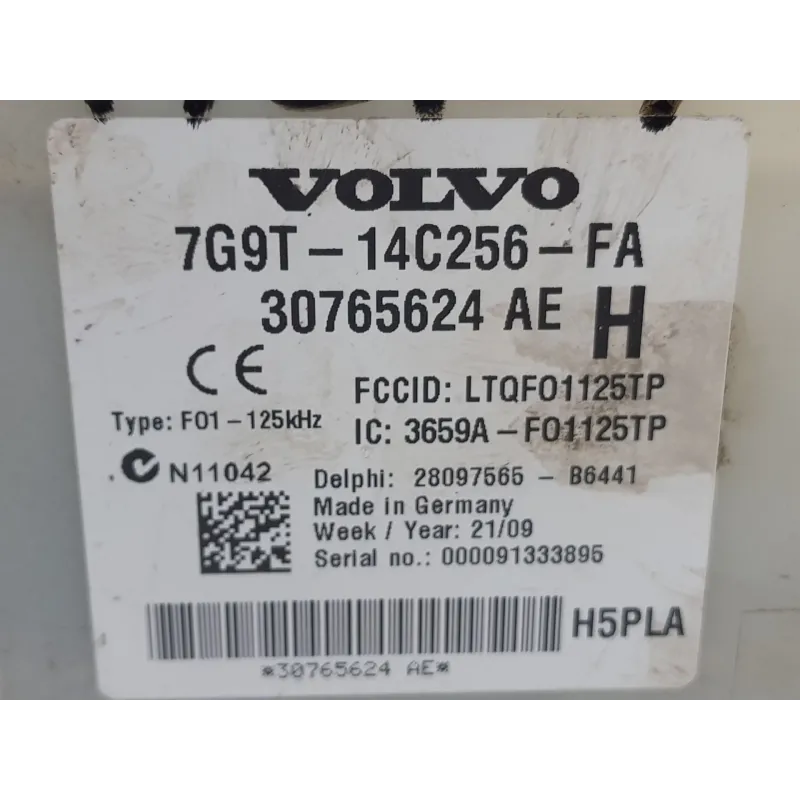 VOLVO
7G9T-14C256-FA
30765624 AE H
CE
FCCID: LTQFO1125TP
Type: FO1-125kHz
IC: 3659A-FO1125TP
N11042
Delphi: 28097565 - B6441
Made in Germany
Week / Year: 21/09
Serial no.: 000091333895
H5PLA
*30765624 AE*